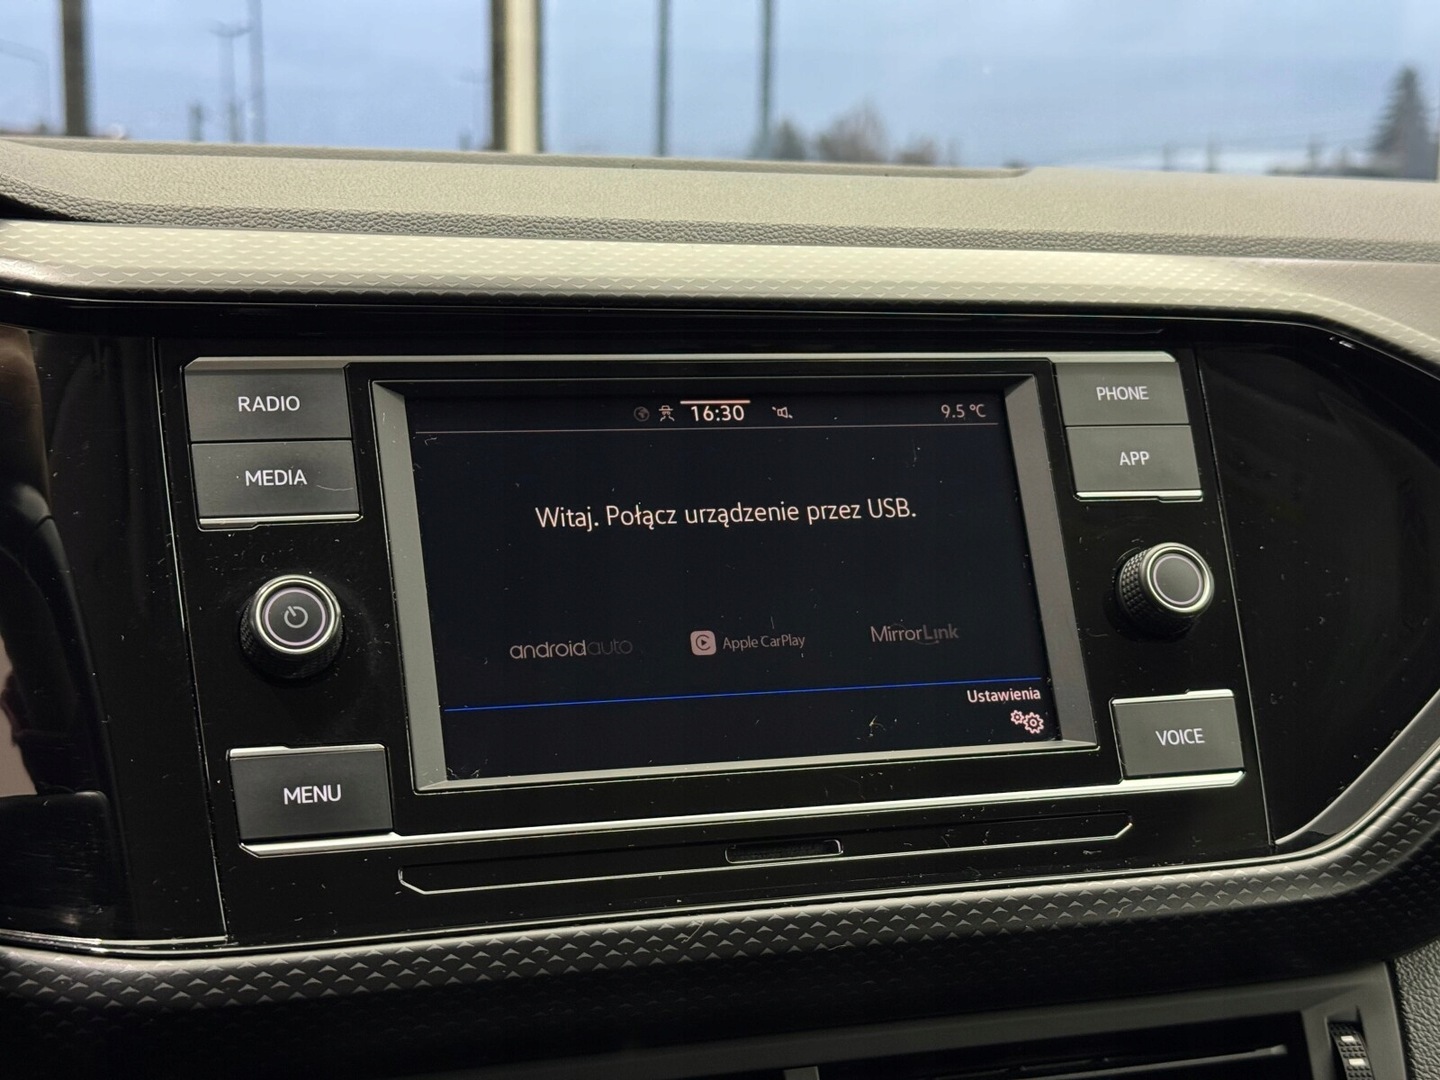 RADIO
MEDIA
MENU
16:30
9.5 °C
Witaj. Połącz urządzenie przez USB.
androidauto
Apple CarPlay
MirrorLink
Ustawienia
PHONE
APP
VOICE